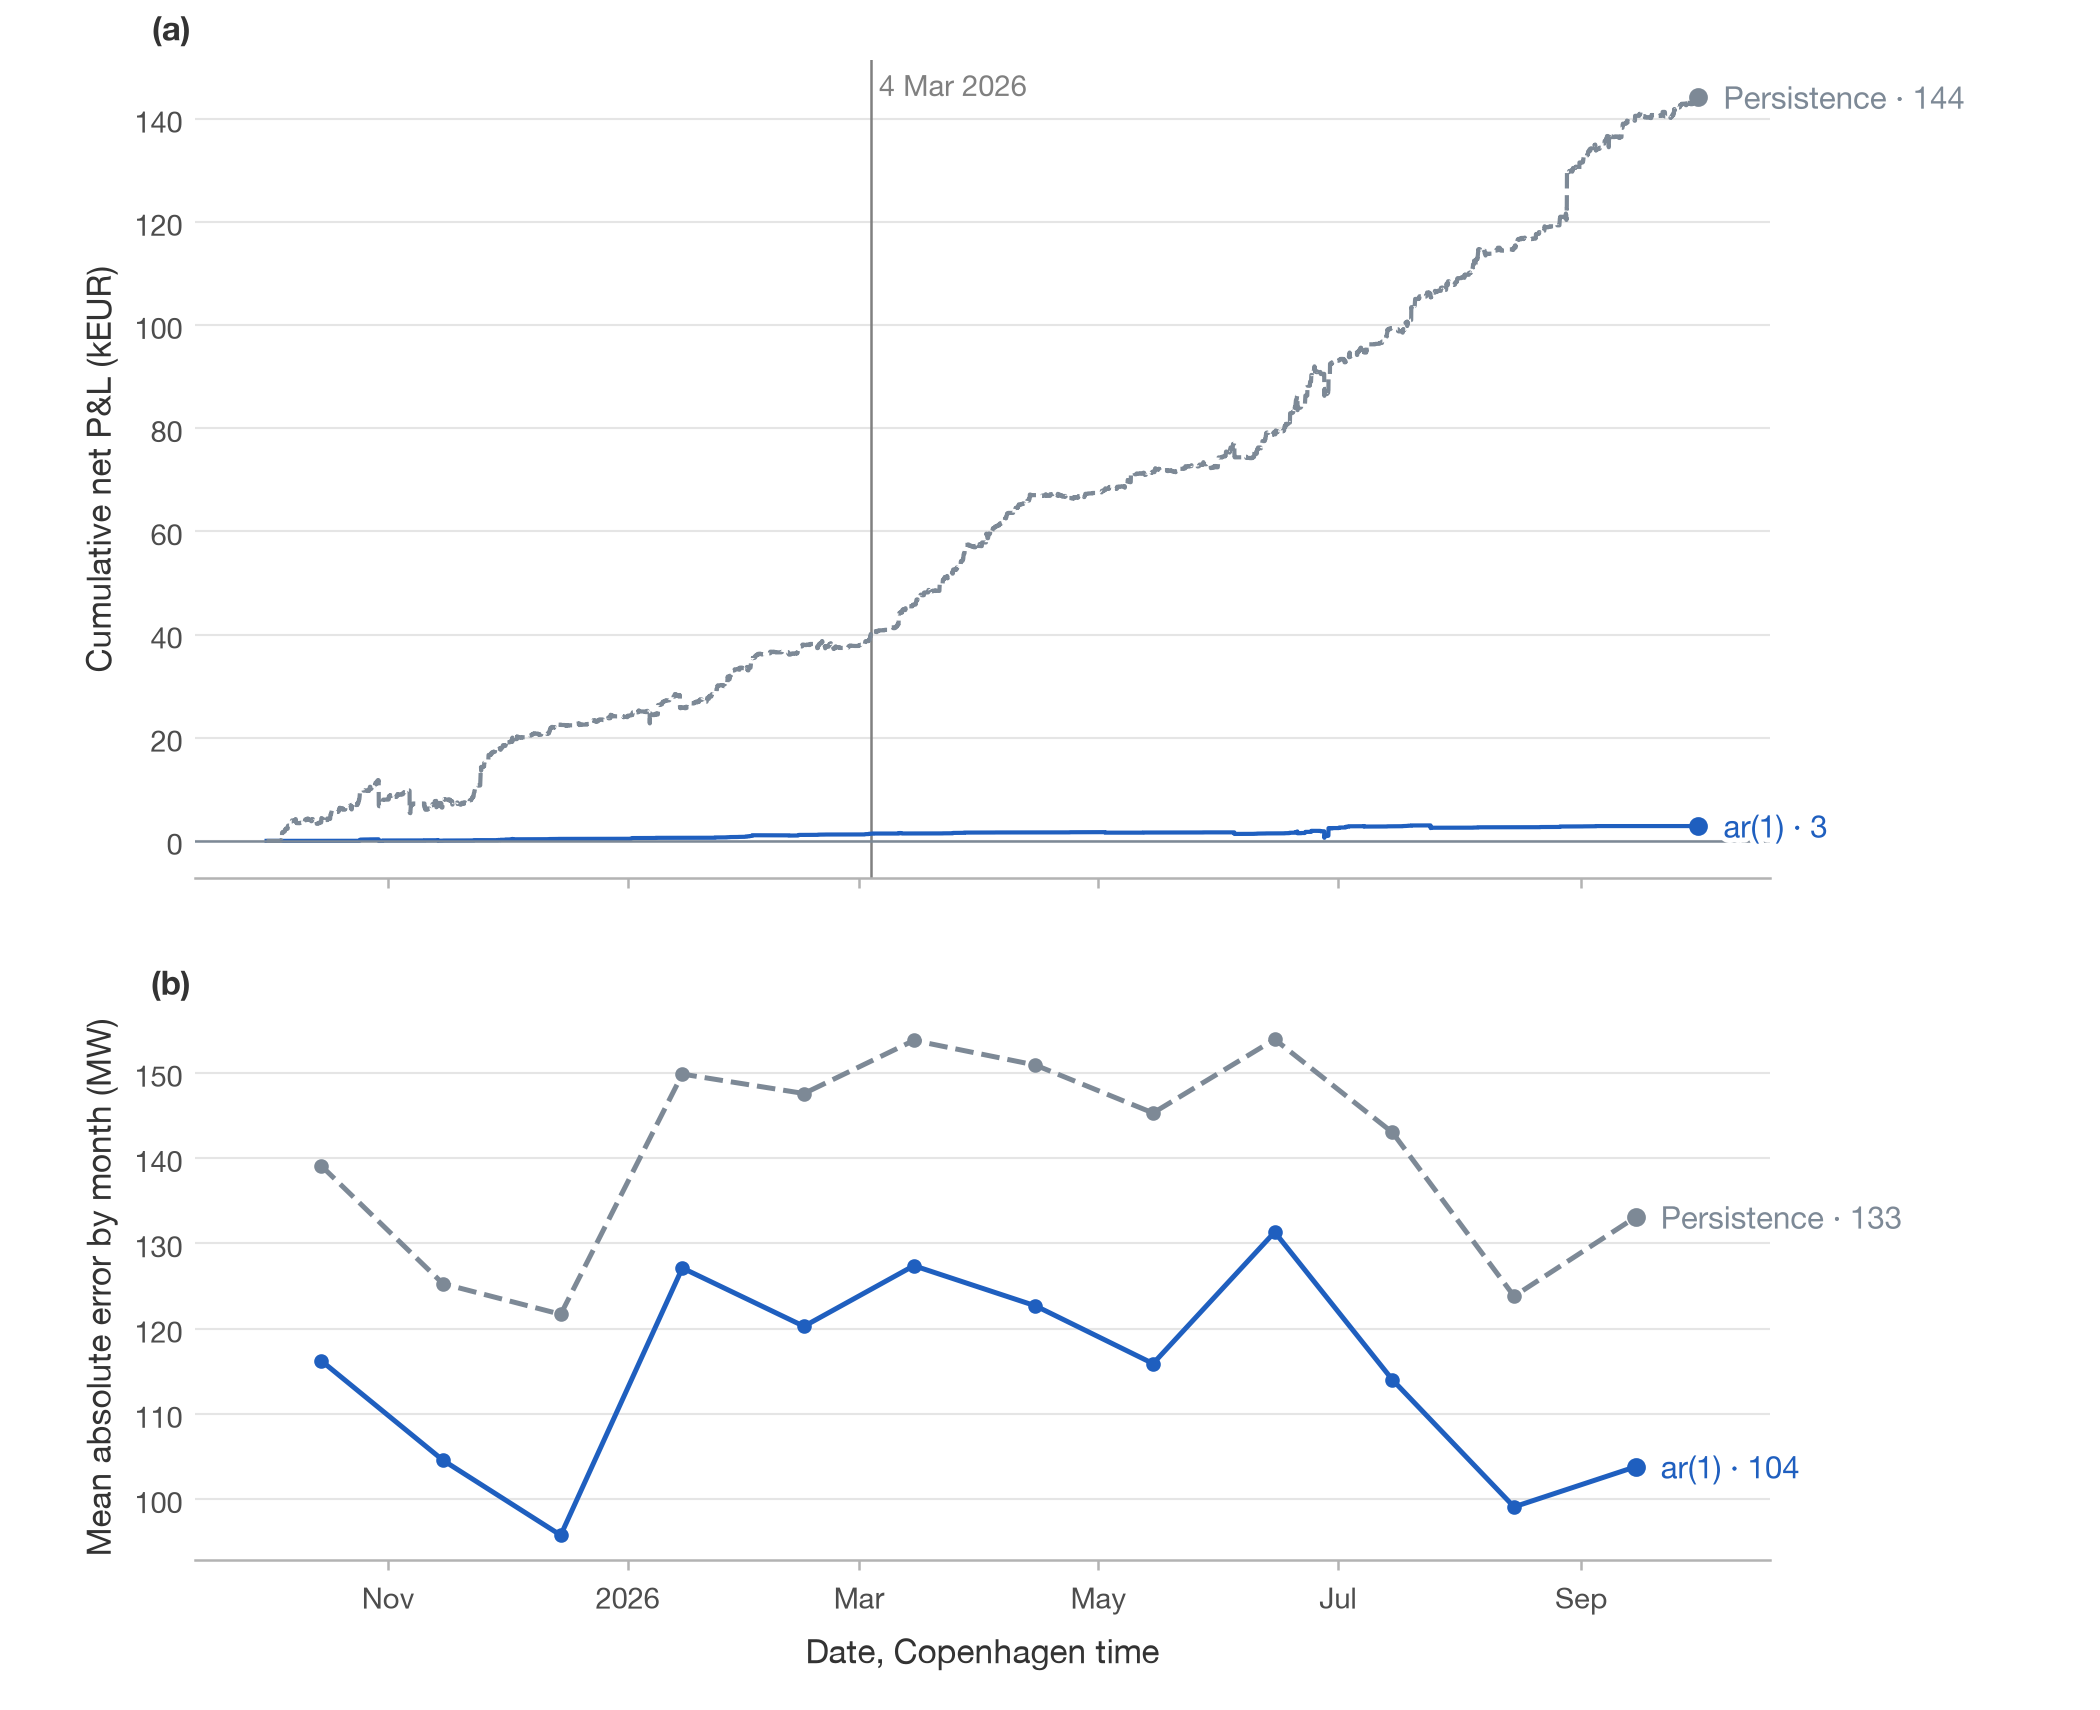 (a)
4 Mar 2026
Persistence · 144
140
120
100
80
60
40
20
0
Cumulative net P&L (kEUR)
ar(1) · 3
(b)
150
140
130
120
110
100
Mean absolute error by month (MW)
Persistence · 133
ar(1) · 104
Nov
2026
Mar
May
Jul
Sep
Date, Copenhagen time